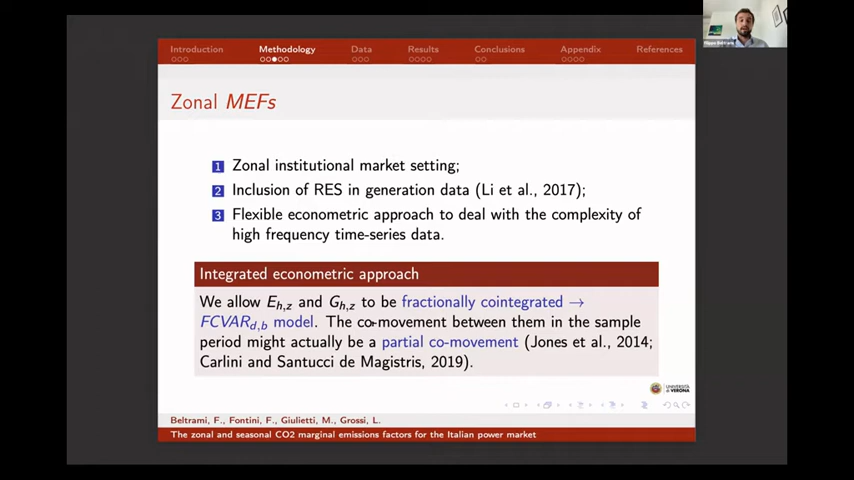 Introduction Methodology Data Results Conclusions Appendix References
Zonal MEFs
1 Zonal institutional market setting;
2 Inclusion of RES in generation data (Li et al., 2017);
3 Flexible econometric approach to deal with the complexity of
high frequency time-series data.
Integrated econometric approach
We allow E_{h,z} and G_{h,z} to be fractionally cointegrated →
FCVAR_{d,b} model. The co-movement between them in the sample
period might actually be a partial co-movement (Jones et al., 2014;
Carlini and Santucci de Magistris, 2019).
UNIVERSITÀ
di VERONA
Beltrami, F., Fontini, F., Giulietti, M., Grossi, L.
The zonal and seasonal CO2 marginal emissions factors for the Italian power market